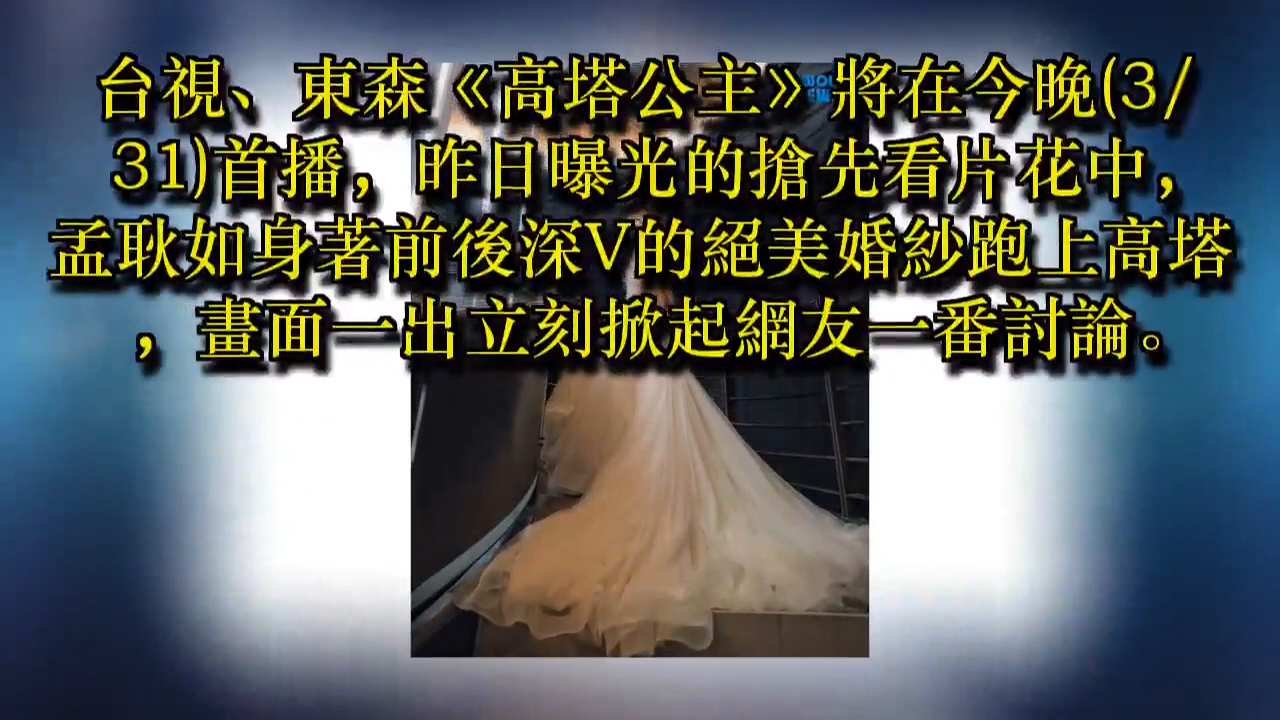 台視、東森《高塔公主》將在今晚(3/
31)首播，昨日曝光的搶先看片花中，
孟耿如身著前後深V的絕美婚紗跑上高塔
，畫面一出立刻掀起網友一番討論。